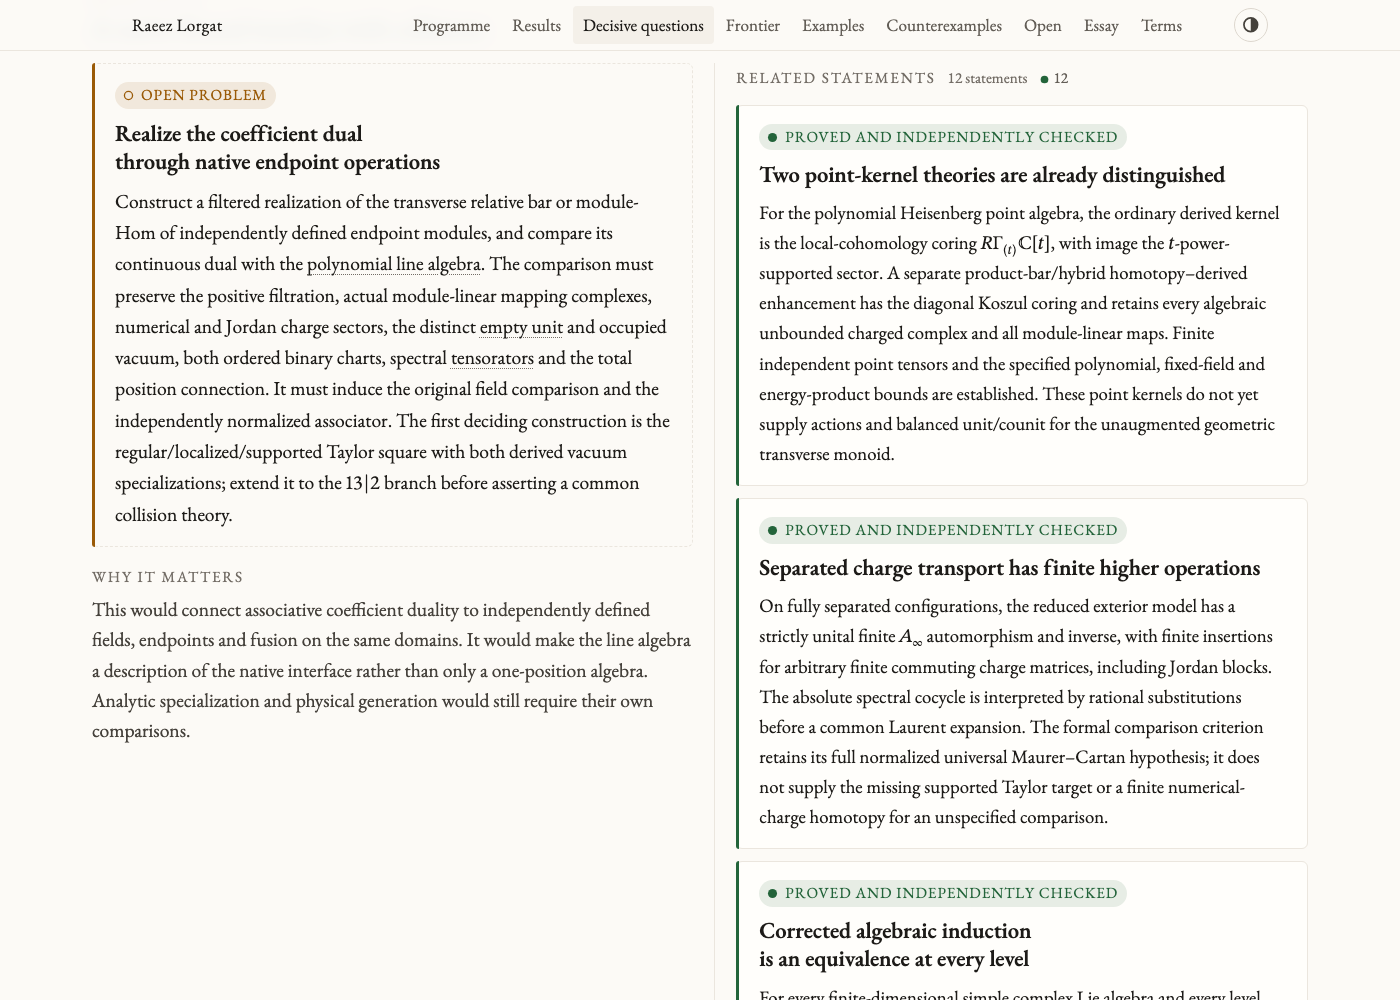 Raeez Lorgat
Programme
Results
Decisive questions
Frontier
Examples
Counterexamples
Open
Essay
Terms
OPEN PROBLEM
Realize the coefficient dual
through native endpoint operations
Construct a filtered realization of the transverse relative bar or module-
Hom of independently defined endpoint modules, and compare its
continuous dual with the polynomial line algebra. The comparison must
preserve the positive filtration, actual module-linear mapping complexes,
numerical and Jordan charge sectors, the distinct empty unit and occupied
vacuum, both ordered binary charts, spectral tensorators and the total
position connection. It must induce the original field comparison and the
independently normalized associator. The first deciding construction is the
regular/localized/supported Taylor square with both derived vacuum
specializations; extend it to the 13|2 branch before asserting a common
collision theory.
WHY IT MATTERS
This would connect associative coefficient duality to independently defined
fields, endpoints and fusion on the same domains. It would make the line algebra
a description of the native interface rather than only a one-position algebra.
Analytic specialization and physical generation would still require their own
comparisons.
RELATED STATEMENTS 12 statements 12
PROVED AND INDEPENDENTLY CHECKED
Two point-kernel theories are already distinguished
For the polynomial Heisenberg point algebra, the ordinary derived kernel
is the local-cohomology coring RΓ₍t₎ℂ[t], with image the t-power-
supported sector. A separate product-bar/hybrid homotopy–derived
enhancement has the diagonal Koszul coring and retains every algebraic
unbounded charged complex and all module-linear maps. Finite
independent point tensors and the specified polynomial, fixed-field and
energy-product bounds are established. These point kernels do not yet
supply actions and balanced unit/counit for the unaugmented geometric
transverse monoid.
PROVED AND INDEPENDENTLY CHECKED
Separated charge transport has finite higher operations
On fully separated configurations, the reduced exterior model has a
strictly unital finite A∞ automorphism and inverse, with finite insertions
for arbitrary finite commuting charge matrices, including Jordan blocks.
The absolute spectral cocycle is interpreted by rational substitutions
before a common Laurent expansion. The formal comparison criterion
retains its full normalized universal Maurer–Cartan hypothesis; it does
not supply the missing supported Taylor target or a finite numerical-
charge homotopy for an unspecified comparison.
PROVED AND INDEPENDENTLY CHECKED
Corrected algebraic induction
is an equivalence at every level
For every finite-dimensional simple complex Lie algebra and every level